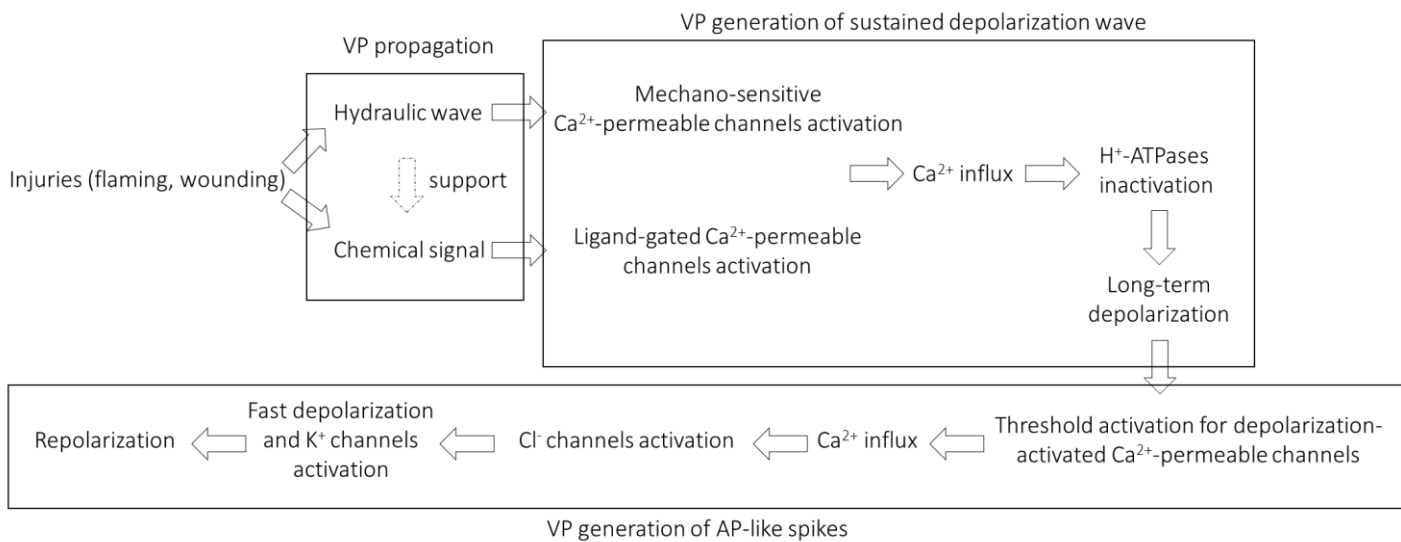 VP generation of sustained depolarization wave
VP propagation
Hydraulic wave
Mechano-sensitive
Ca²⁺-permeable channels activation
Injuries (flaming, wounding)
support
Ca²⁺ influx
H⁺-ATPases
inactivation
Chemical signal
Ligand-gated Ca²⁺-permeable
channels activation
Long-term
depolarization
Threshold activation for depolarization-
activated Ca²⁺-permeable channels
Ca²⁺ influx
Cl⁻ channels activation
Fast depolarization
and K⁺ channels
activation
Repolarization
VP generation of AP-like spikes